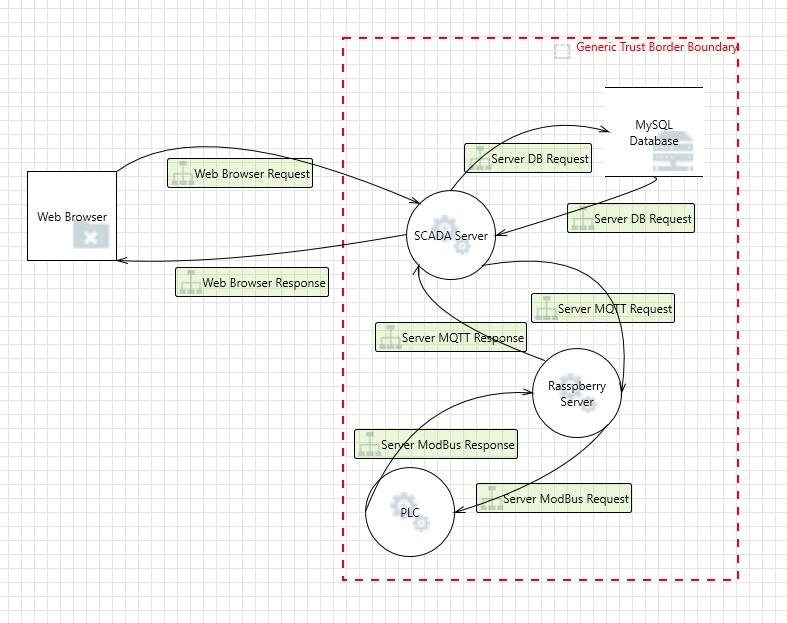 Generic Trust Border Boundary
MySQL
Database
Server DB Request
Web Browser Request
Web Browser
Server DB Request
SCADA Server
Web Browser Response
Server MQTT Request
Server MQTT Response
Rasspberry
Server
Server ModBus Response
Server ModBus Request
PLC